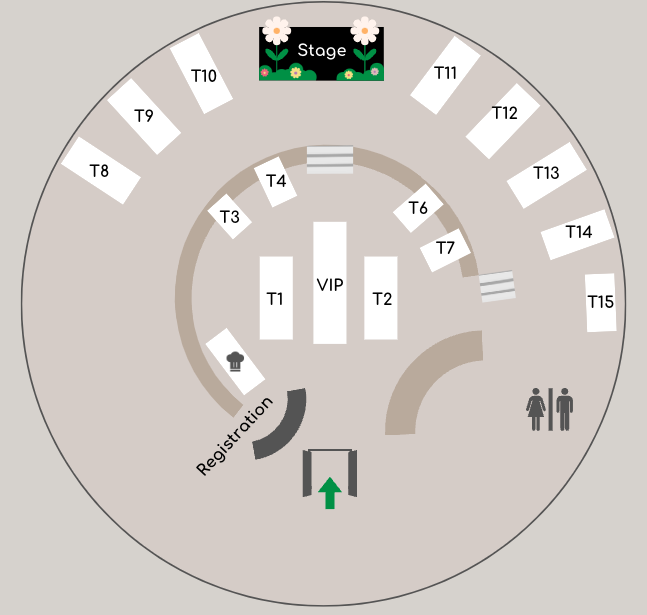 Stage
T10
T11
T9
T12
T8
T13
T4
T3
T6
T14
T7
T1
VIP
T2
T15
Registration